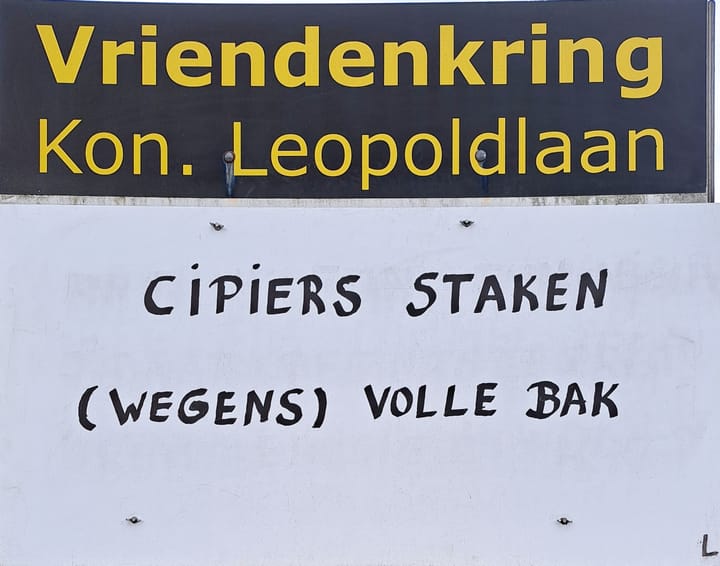 Vriendenkring
Kon. Leopoldlaan
CIPIERS STAKEN
(WEGENS) VOLLE BAK
L